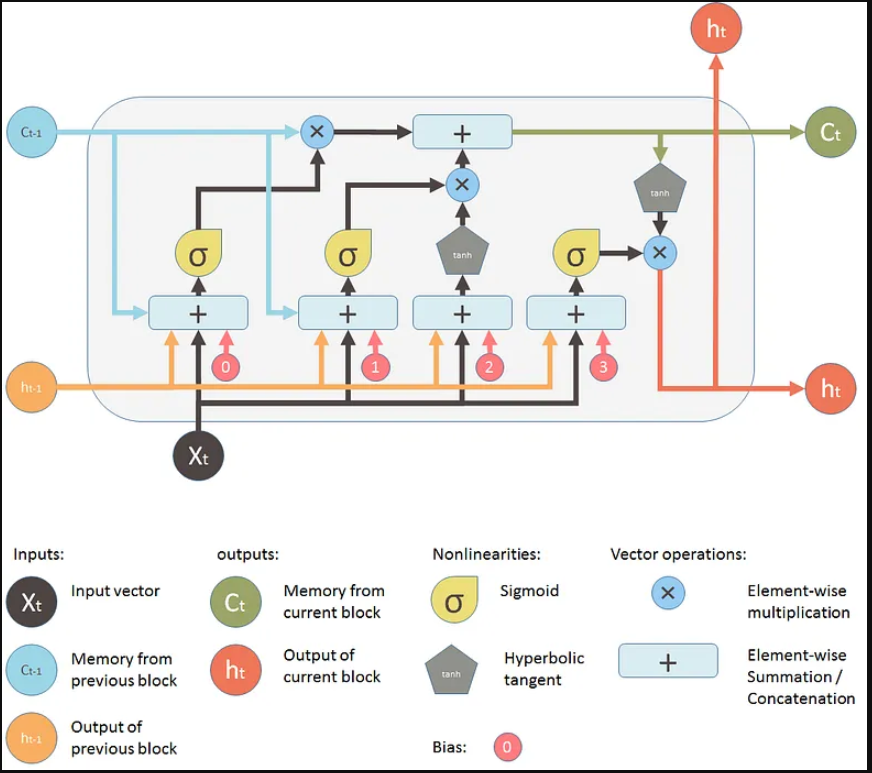 ht
Ct-1
×
+
Ct
×
tanh
σ
σ
tanh
σ
×
+
+
+
+
0
1
2
3
ht-1
ht
Xt
Inputs:
outputs:
Nonlinearities:
Vector operations:
Xt
Input vector
Ct
Memory from
current block
σ
Sigmoid
×
Element-wise
multiplication
Ct-1
Memory from
previous block
ht
Output of
current block
tanh
Hyperbolic
tangent
+
Element-wise
Summation /
Concatenation
ht-1
Output of
previous block
Bias:
0